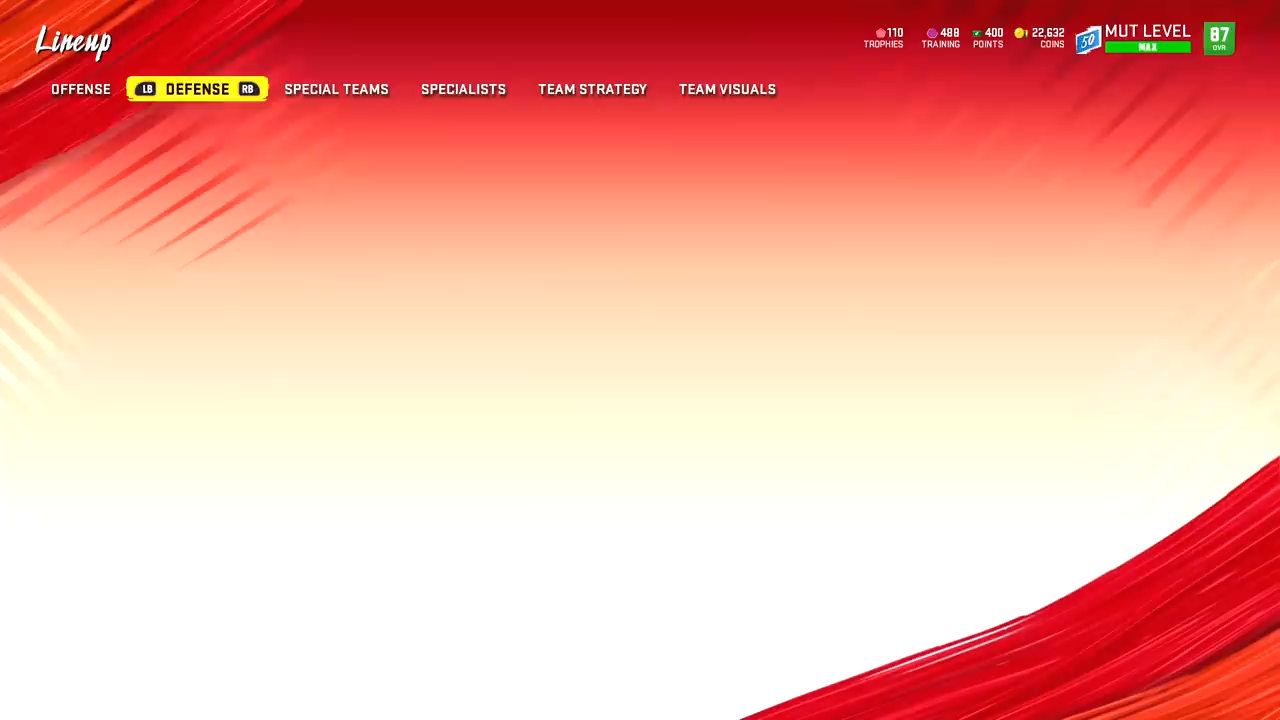 Lineup
110 TROPHIES
488 TRAINING
400 POINTS
22,632 COINS
50
MUT LEVEL
MAX
87 OVR
OFFENSE LB DEFENSE RB SPECIAL TEAMS SPECIALISTS TEAM STRATEGY TEAM VISUALS